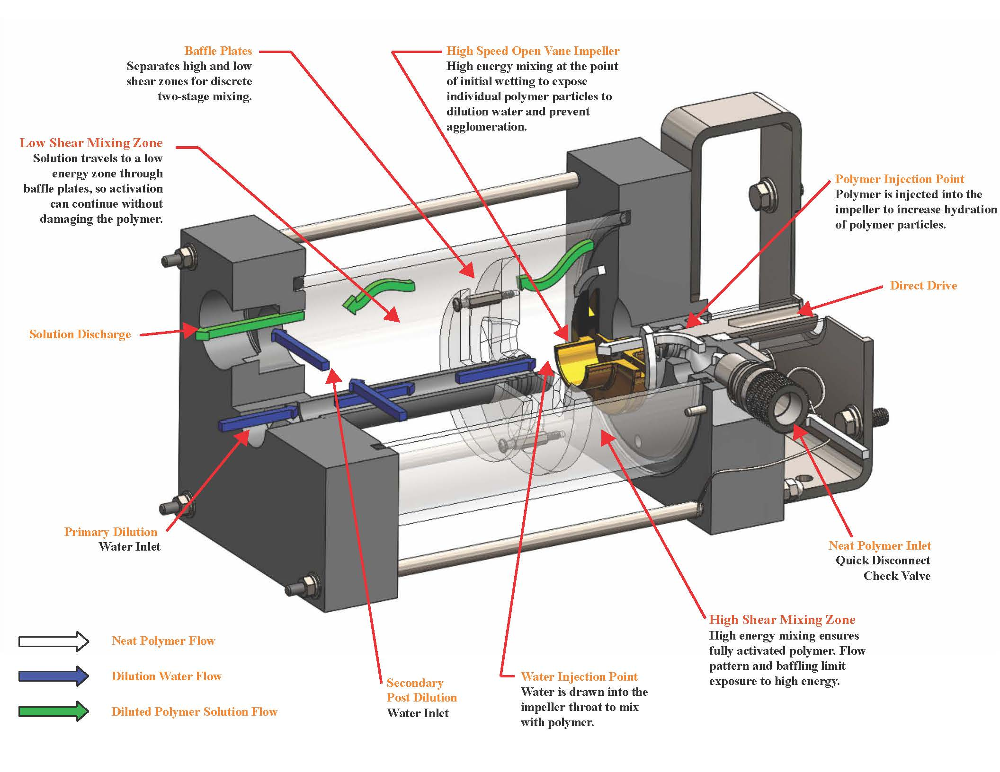 Baffle Plates
Separates high and low
shear zones for discrete
two-stage mixing.
High Speed Open Vane Impeller
High energy mixing at the point
of initial wetting to expose
individual polymer particles to
dilution water and prevent
agglomeration.
Low Shear Mixing Zone
Solution travels to a low
energy zone through
baffle plates, so activation
can continue without
damaging the polymer.
Polymer Injection Point
Polymer is injected into the
impeller to increase hydration
of polymer particles.
Direct Drive
Solution Discharge
Primary Dilution
Water Inlet
Neat Polymer Inlet
Quick Disconnect
Check Valve
High Shear Mixing Zone
High energy mixing ensures
fully activated polymer. Flow
pattern and baffling limit
exposure to high energy.
Neat Polymer Flow
Dilution Water Flow
Diluted Polymer Solution Flow
Secondary
Post Dilution
Water Inlet
Water Injection Point
Water is drawn into the
impeller throat to mix
with polymer.